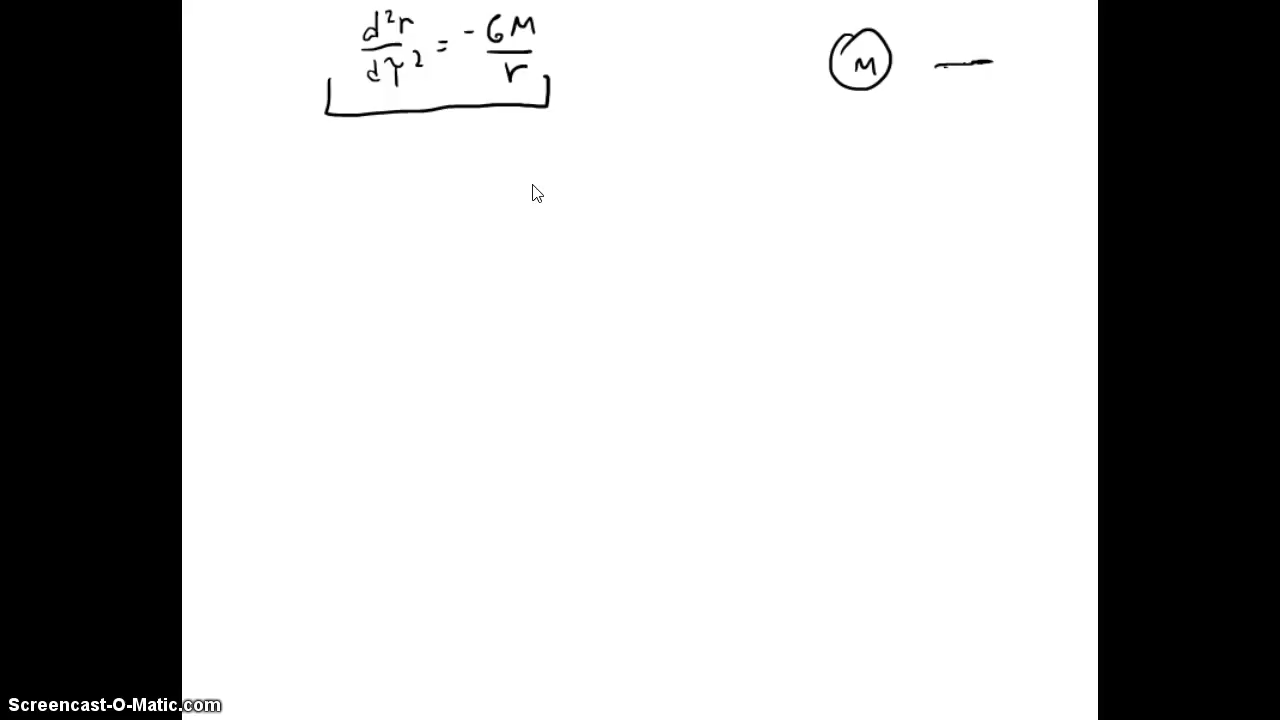 d²r/dτ² = -GM/r
M
Screencast-O-Matic.com